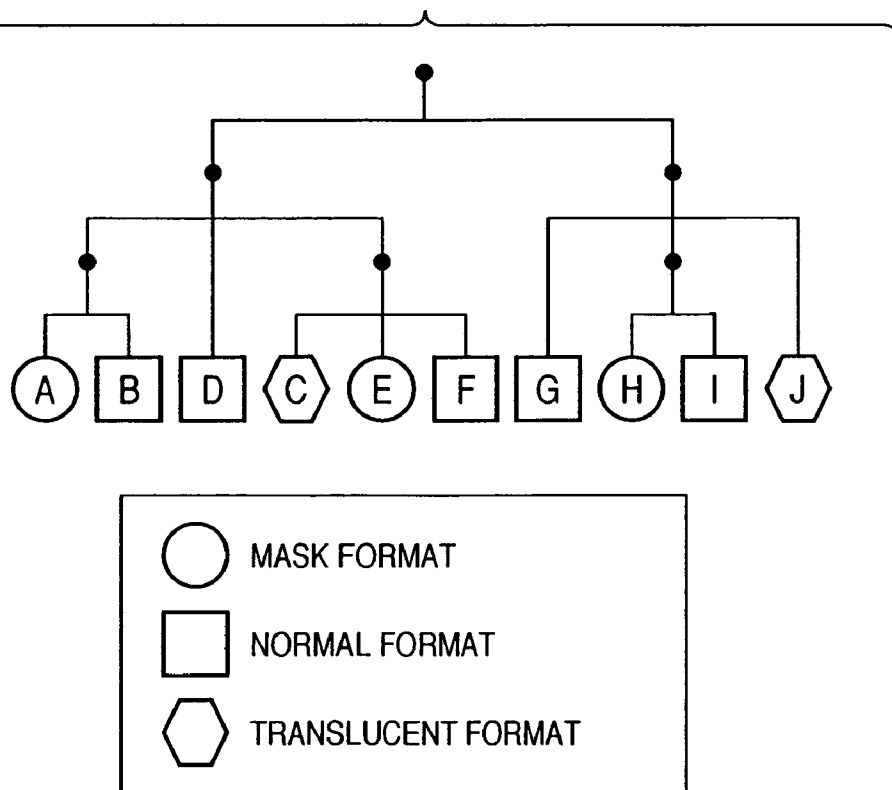 A B D C E F G H I J
MASK FORMAT
NORMAL FORMAT
TRANSLUCENT FORMAT